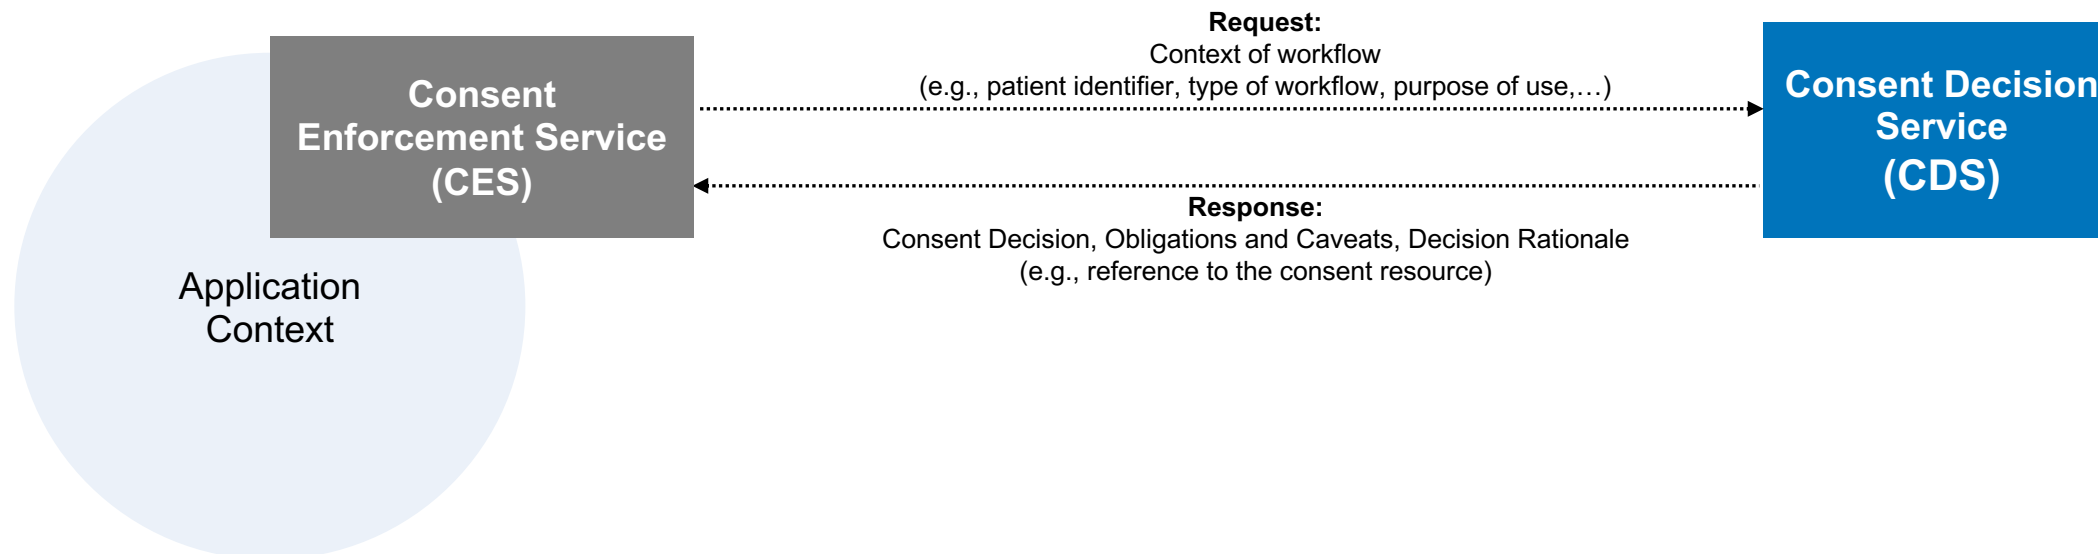 Request:
Context of workflow
(e.g., patient identifier, type of workflow, purpose of use,…)
Consent
Enforcement Service
(CES)
Consent Decision
Service
(CDS)
Response:
Consent Decision, Obligations and Caveats, Decision Rationale
(e.g., reference to the consent resource)
Application
Context